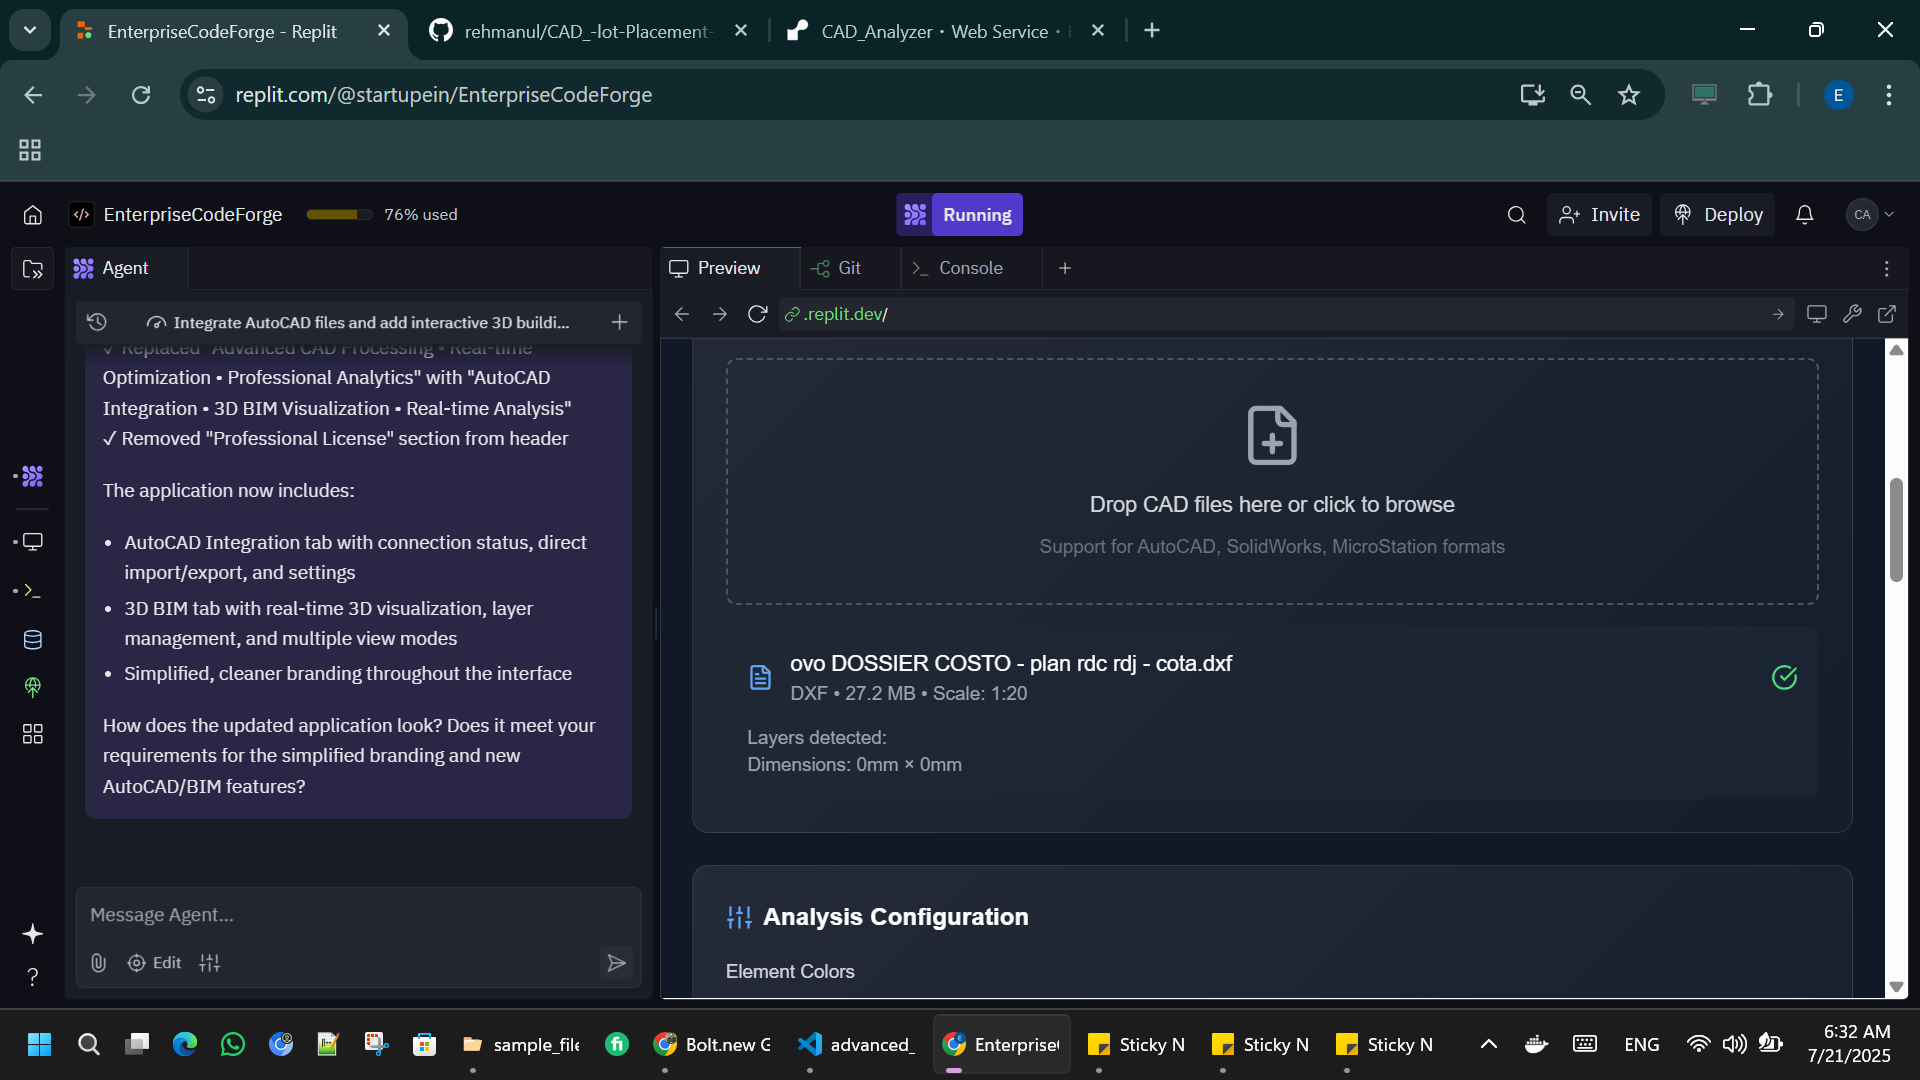 EnterpriseCodeForge - Replit
rehmanul/CAD_-lot-Placement-
CAD_Analyzer · Web Service ·
replit.com/@startupein/EnterpriseCodeForge
E
EnterpriseCodeForge
76% used
Running
Invite
Deploy
CA
Agent
Preview
Git
Console
Integrate AutoCAD files and add interactive 3D buildi...
.replit.dev/
✓ Replaced "Advanced CAD Processing • Real-time
Optimization • Professional Analytics" with "AutoCAD
Integration • 3D BIM Visualization • Real-time Analysis"
✓ Removed "Professional License" section from header
The application now includes:
• AutoCAD Integration tab with connection status, direct
import/export, and settings
• 3D BIM tab with real-time 3D visualization, layer
management, and multiple view modes
• Simplified, cleaner branding throughout the interface
How does the updated application look? Does it meet your
requirements for the simplified branding and new
AutoCAD/BIM features?
Message Agent...
Edit
Drop CAD files here or click to browse
Support for AutoCAD, SolidWorks, MicroStation formats
ovo DOSSIER COSTO - plan rdc rdj - cota.dxf
DXF • 27.2 MB • Scale: 1:20
Layers detected:
Dimensions: 0mm × 0mm
Analysis Configuration
Element Colors
sample_file
Bolt.new G
advanced_
Enterprise
Sticky N
Sticky N
Sticky N
ENG
6:32 AM
7/21/2025